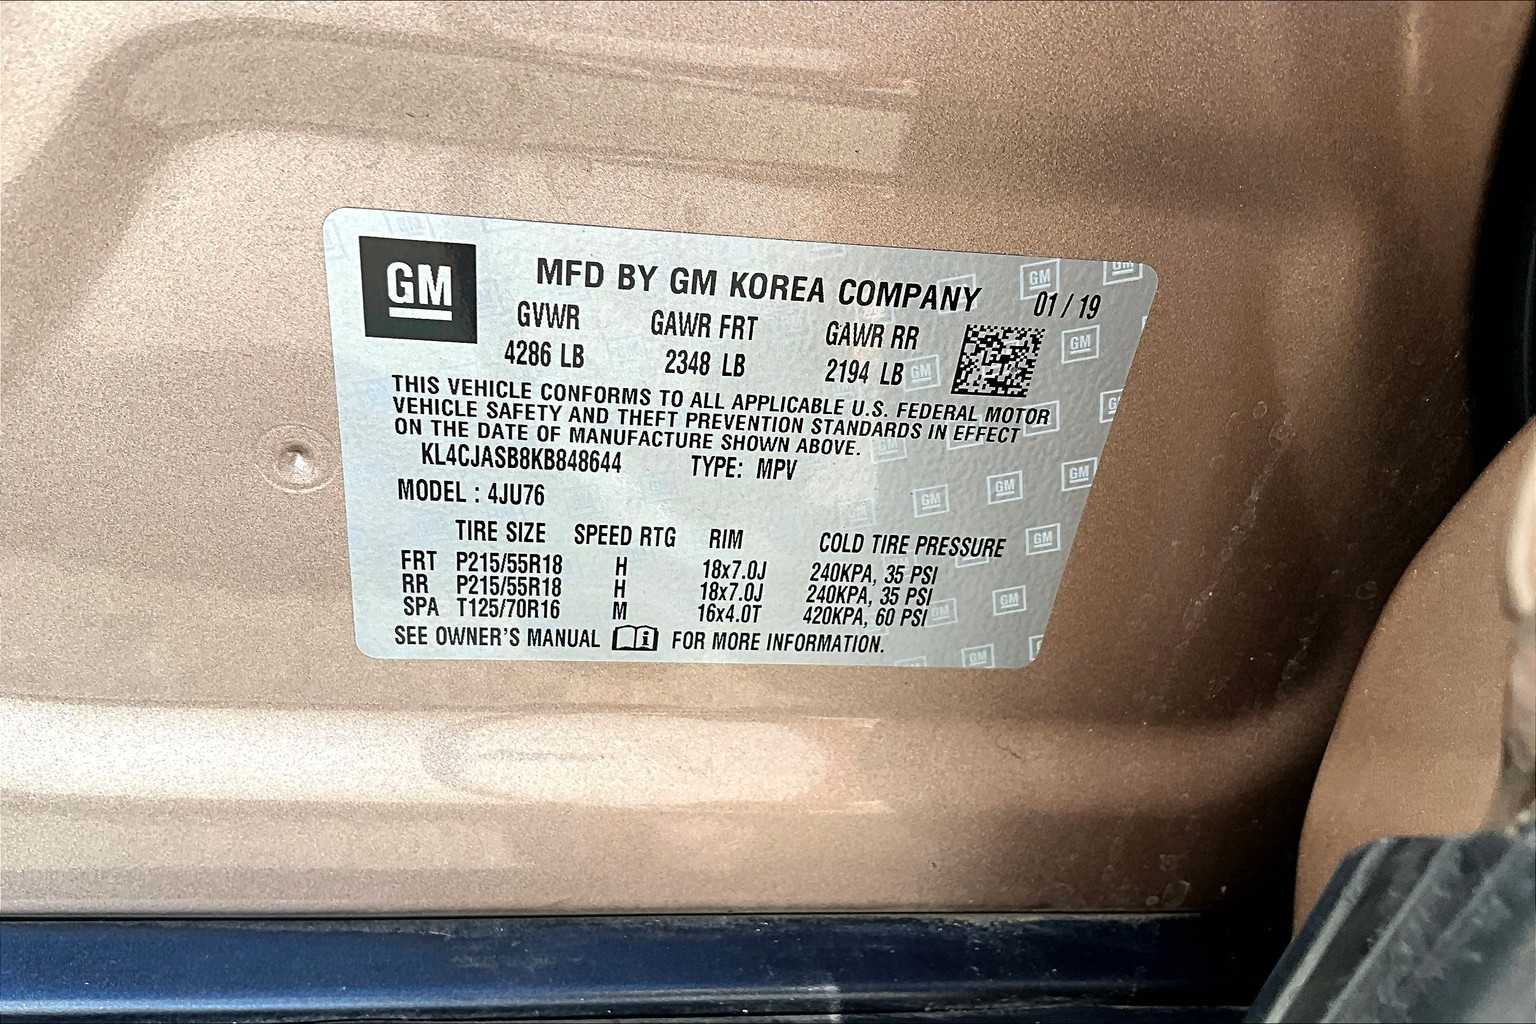 GM
MFD BY GM KOREA COMPANY 01 / 19
GVWR GAWR FRT GAWR RR
4286 LB 2348 LB 2194 LB
THIS VEHICLE CONFORMS TO ALL APPLICABLE U.S. FEDERAL MOTOR
VEHICLE SAFETY AND THEFT PREVENTION STANDARDS IN EFFECT
ON THE DATE OF MANUFACTURE SHOWN ABOVE.
KL4CJASB8KB848644 TYPE: MPV
MODEL : 4JU76
TIRE SIZE SPEED RTG RIM COLD TIRE PRESSURE
FRT P215/55R18 H 18x7.0J 240KPA, 35 PSI
RR P215/55R18 H 18x7.0J 240KPA, 35 PSI
SPA T125/70R16 M 16x4.0T 420KPA, 60 PSI
SEE OWNER'S MANUAL FOR MORE INFORMATION.